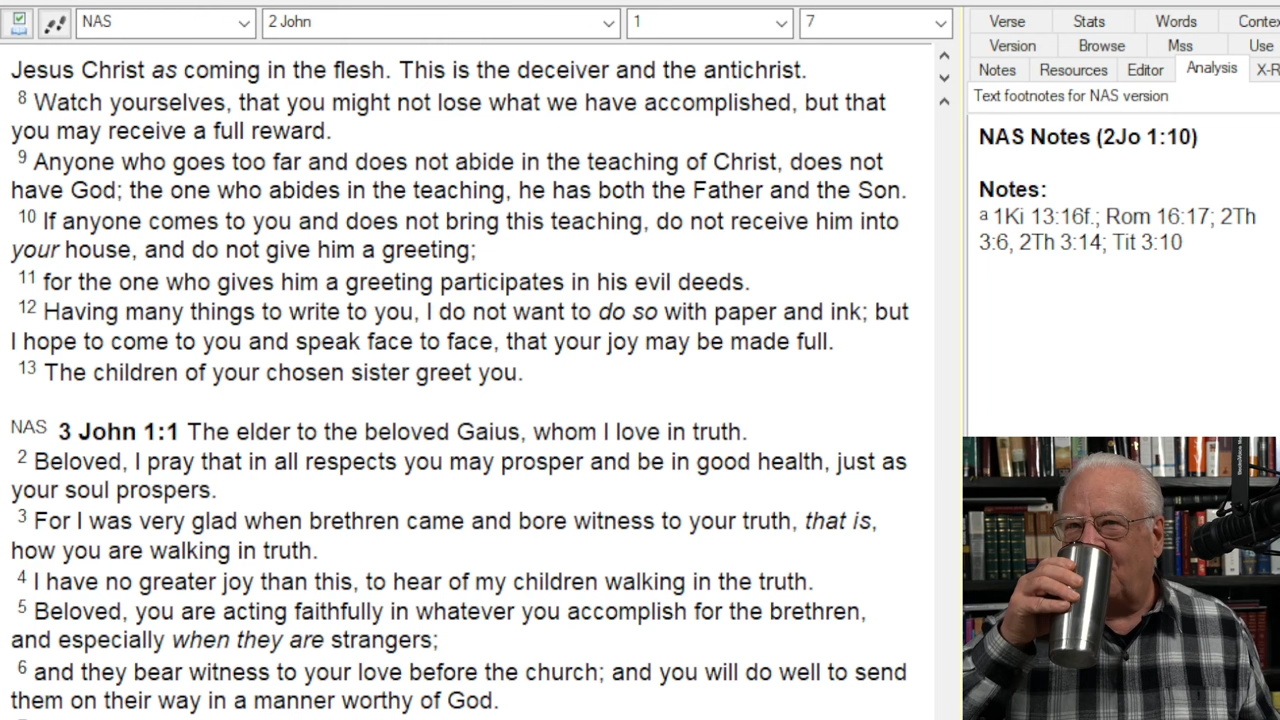 NAS 2 John 1 7
Jesus Christ as coming in the flesh. This is the deceiver and the antichrist.
8 Watch yourselves, that you might not lose what we have accomplished, but that
you may receive a full reward.
9 Anyone who goes too far and does not abide in the teaching of Christ, does not
have God; the one who abides in the teaching, he has both the Father and the Son.
10 If anyone comes to you and does not bring this teaching, do not receive him into
your house, and do not give him a greeting;
11 for the one who gives him a greeting participates in his evil deeds.
12 Having many things to write to you, I do not want to do so with paper and ink; but
I hope to come to you and speak face to face, that your joy may be made full.
13 The children of your chosen sister greet you.
NAS 3 John 1:1 The elder to the beloved Gaius, whom I love in truth.
2 Beloved, I pray that in all respects you may prosper and be in good health, just as
your soul prospers.
3 For I was very glad when brethren came and bore witness to your truth, that is,
how you are walking in truth.
4 I have no greater joy than this, to hear of my children walking in the truth.
5 Beloved, you are acting faithfully in whatever you accomplish for the brethren,
and especially when they are strangers;
6 and they bear witness to your love before the church; and you will do well to send
them on their way in a manner worthy of God.
Verse Stats Words Contex
Version Browse Mss Use
Notes Resources Editor Analysis X-R
Text footnotes for NAS version
NAS Notes (2Jo 1:10)
Notes:
a 1Ki 13:16f.; Rom 16:17; 2Th
3:6, 2Th 3:14; Tit 3:10